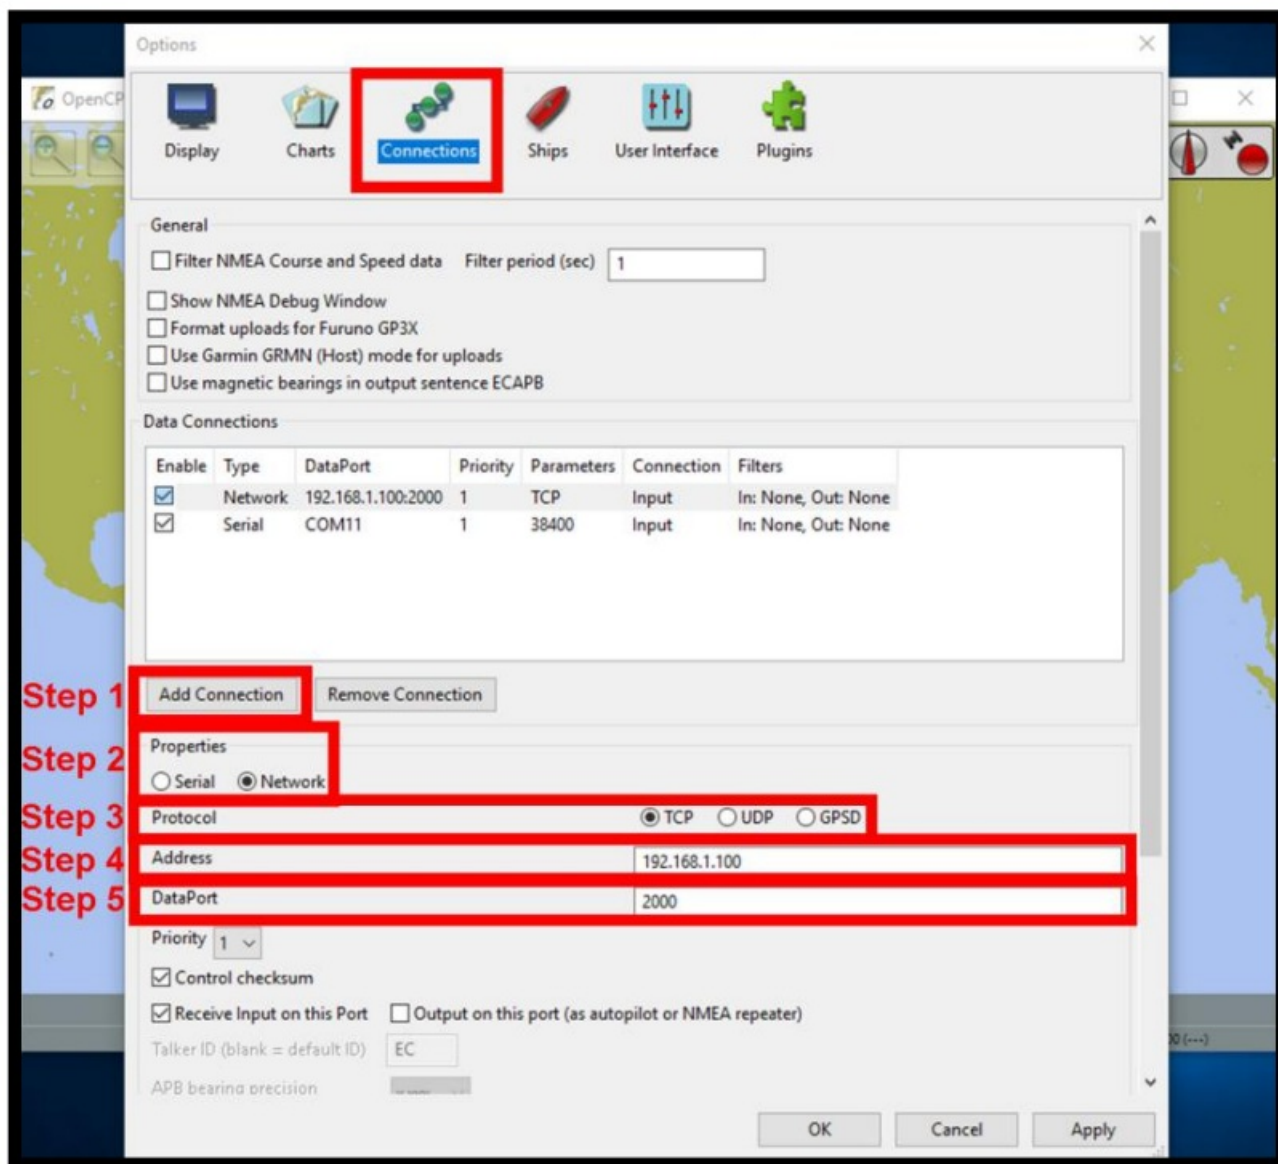 Options
OpenCP
Display Charts Connections Ships User Interface Plugins
General
Filter NMEA Course and Speed data Filter period (sec) 1
Show NMEA Debug Window
Format uploads for Furuno GP3X
Use Garmin GRMN (Host) mode for uploads
Use magnetic bearings in output sentence ECAPB
Data Connections
Enable Type DataPort Priority Parameters Connection Filters
Network 192.168.1.100:2000 1 TCP Input In: None, Out: None
Serial COM11 1 38400 Input In: None, Out: None
Step 1 Add Connection Remove Connection
Properties
Step 2
Serial Network
Step 3 Protocol TCP UDP GPSD
Step 4 Address 192.168.1.100
Step 5 DataPort 2000
Priority 1
Control checksum
Receive Input on this Port Output on this port (as autopilot or NMEA repeater)
Talker ID (blank = default ID) EC
APB bearing precision
OK Cancel Apply